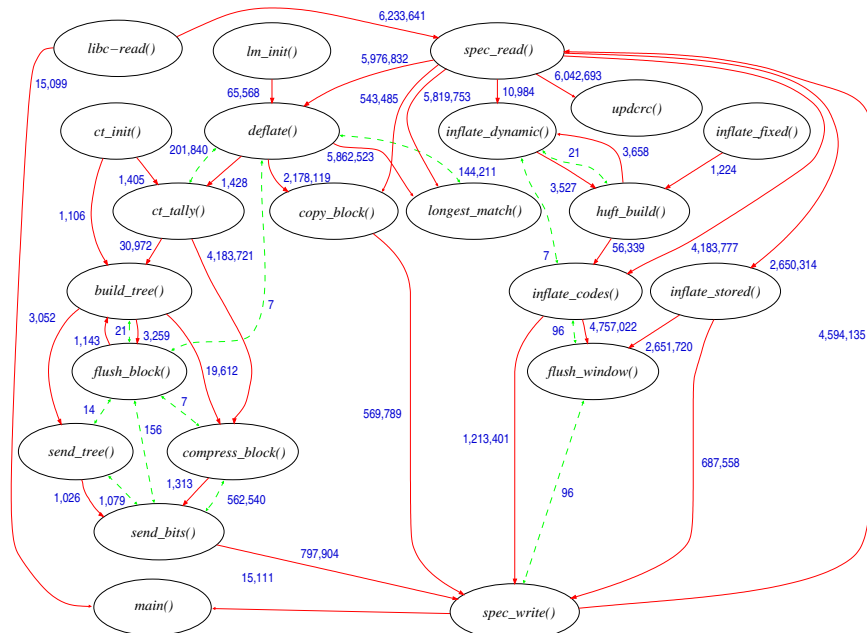 6,233,641
libc-read()
lm_init()
spec_read()
15,099
5,976,832
6,042,693
65,568
543,485
5,819,753
10,984
updcrc()
ct_init()
deflate()
inflate_dynamic()
inflate_fixed()
201,840
5,862,523
21
3,658
1,405
1,428
2,178,119
144,211
3,527
1,224
ct_tally()
copy_block()
longest_match()
huft_build()
1,106
30,972
4,183,721
7
56,339
4,183,777
2,650,314
build_tree()
inflate_codes()
inflate_stored()
3,052
1,143
21
3,259
7
96
4,757,022
2,651,720
4,594,135
flush_block()
19,612
flush_window()
14
156
7
569,789
1,213,401
687,558
send_tree()
compress_block()
1,026
1,079
1,313
562,540
96
send_bits()
797,904
15,111
main()
spec_write()